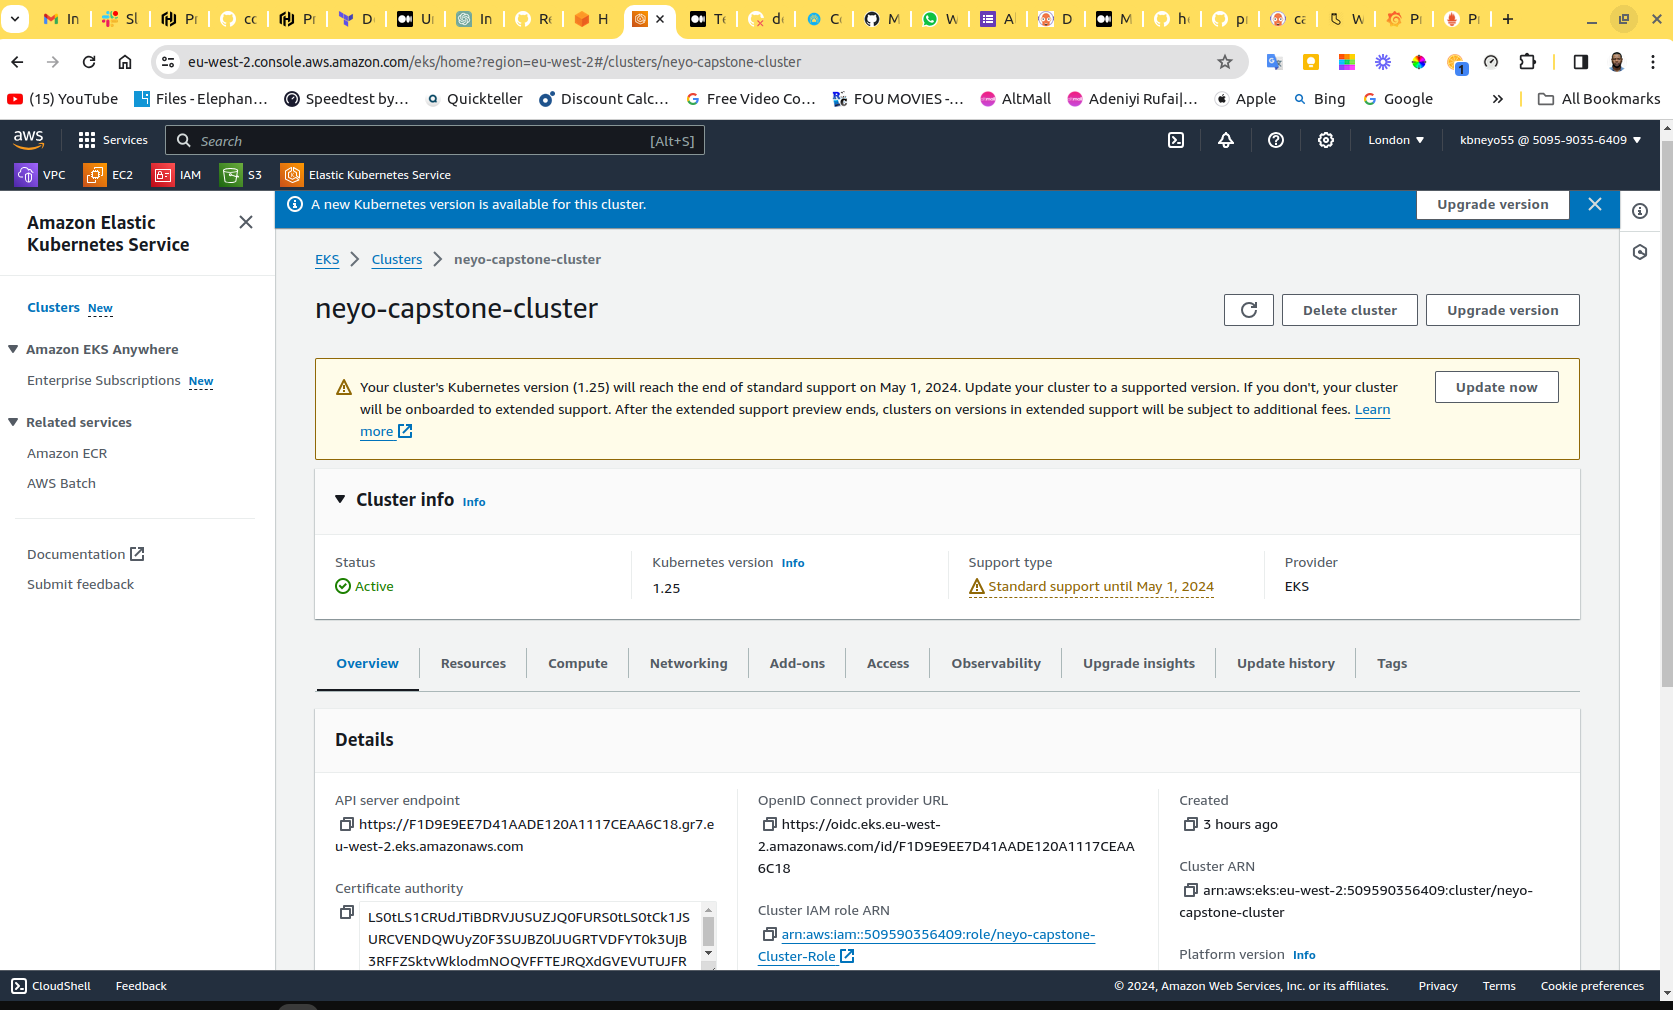 In
Sl
Pr
Pr
D
In
Re
H
Te
d
C
M
W
A
D
M
h
p
ca
W
Pr
Pr
eu-west-2.console.aws.amazon.com/eks/home?region=eu-west-2#/clusters/neyo-capstone-cluster
1
(15) YouTube
Files - Elephan…
Speedtest by…
Quickteller
Discount Calc…
Free Video Co…
FOU MOVIES -…
AltMall
Adeniyi Rufai|…
Apple
Bing
Google
»
All Bookmarks
aws
Services
Search
[Alt+S]
London
kbneyo55 @ 5095-9035-6409
VPC
EC2
IAM
S3
Elastic Kubernetes Service
Amazon Elastic
Kubernetes Service
Clusters New
Amazon EKS Anywhere
Enterprise Subscriptions New
Related services
Amazon ECR
AWS Batch
Documentation
Submit feedback
A new Kubernetes version is available for this cluster.
Upgrade version
EKS
Clusters
neyo-capstone-cluster
neyo-capstone-cluster
Delete cluster
Upgrade version
Your cluster's Kubernetes version (1.25) will reach the end of standard support on May 1, 2024. Update your cluster to a supported version. If you don't, your cluster
will be onboarded to extended support. After the extended support preview ends, clusters on versions in extended support will be subject to additional fees. Learn
more
Update now
Cluster info Info
Status
Active
Kubernetes version Info
1.25
Support type
Standard support until May 1, 2024
Provider
EKS
Overview
Resources
Compute
Networking
Add-ons
Access
Observability
Upgrade insights
Update history
Tags
Details
API server endpoint
https://F1D9E9EE7D41AADE120A1117CEAA6C18.gr7.e
u-west-2.eks.amazonaws.com
Certificate authority
LS0tLS1CRUdJTiBDRVJUSUZJQ0FURS0tLS0tCk1JS
URCVENDQWUyZ0F3SUJBZ0lJUGRTVDFYT0k3UjB
3RFFZSktvWklodmNOQVFFTEJRQXdGVEVUTUJFR
OpenID Connect provider URL
https://oidc.eks.eu-west-
2.amazonaws.com/id/F1D9E9EE7D41AADE120A1117CEAA
6C18
Cluster IAM role ARN
arn:aws:iam::509590356409:role/neyo-capstone-
Cluster-Role
Created
3 hours ago
Cluster ARN
arn:aws:eks:eu-west-2:509590356409:cluster/neyo-
capstone-cluster
Platform version Info
CloudShell
Feedback
© 2024, Amazon Web Services, Inc. or its affiliates.
Privacy
Terms
Cookie preferences